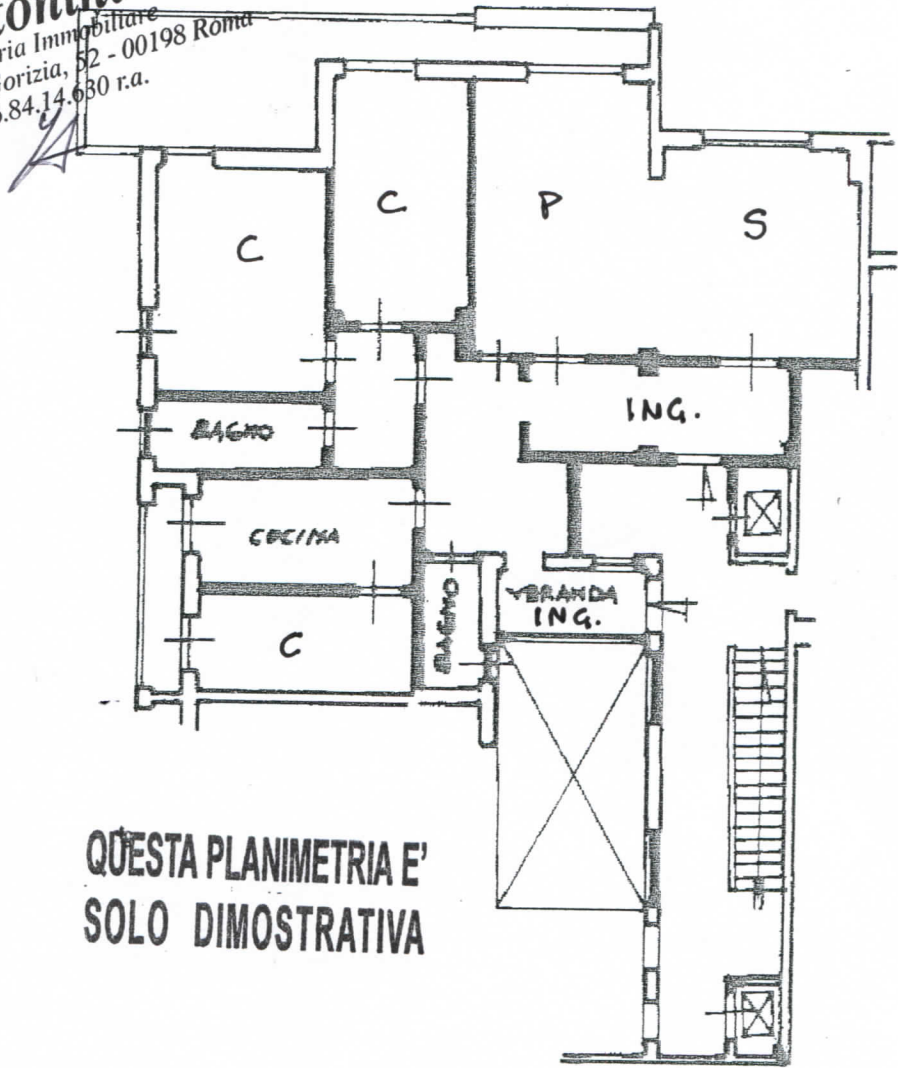 ria Immobiliare
orizia, 52 - 00198 Roma
6.84.14.630 r.a.
C
C
P
S
ING.
BAGNO
CUCINA
VERANDA
ING.
BAGNO
C
QUESTA PLANIMETRIA E'
SOLO DIMOSTRATIVA